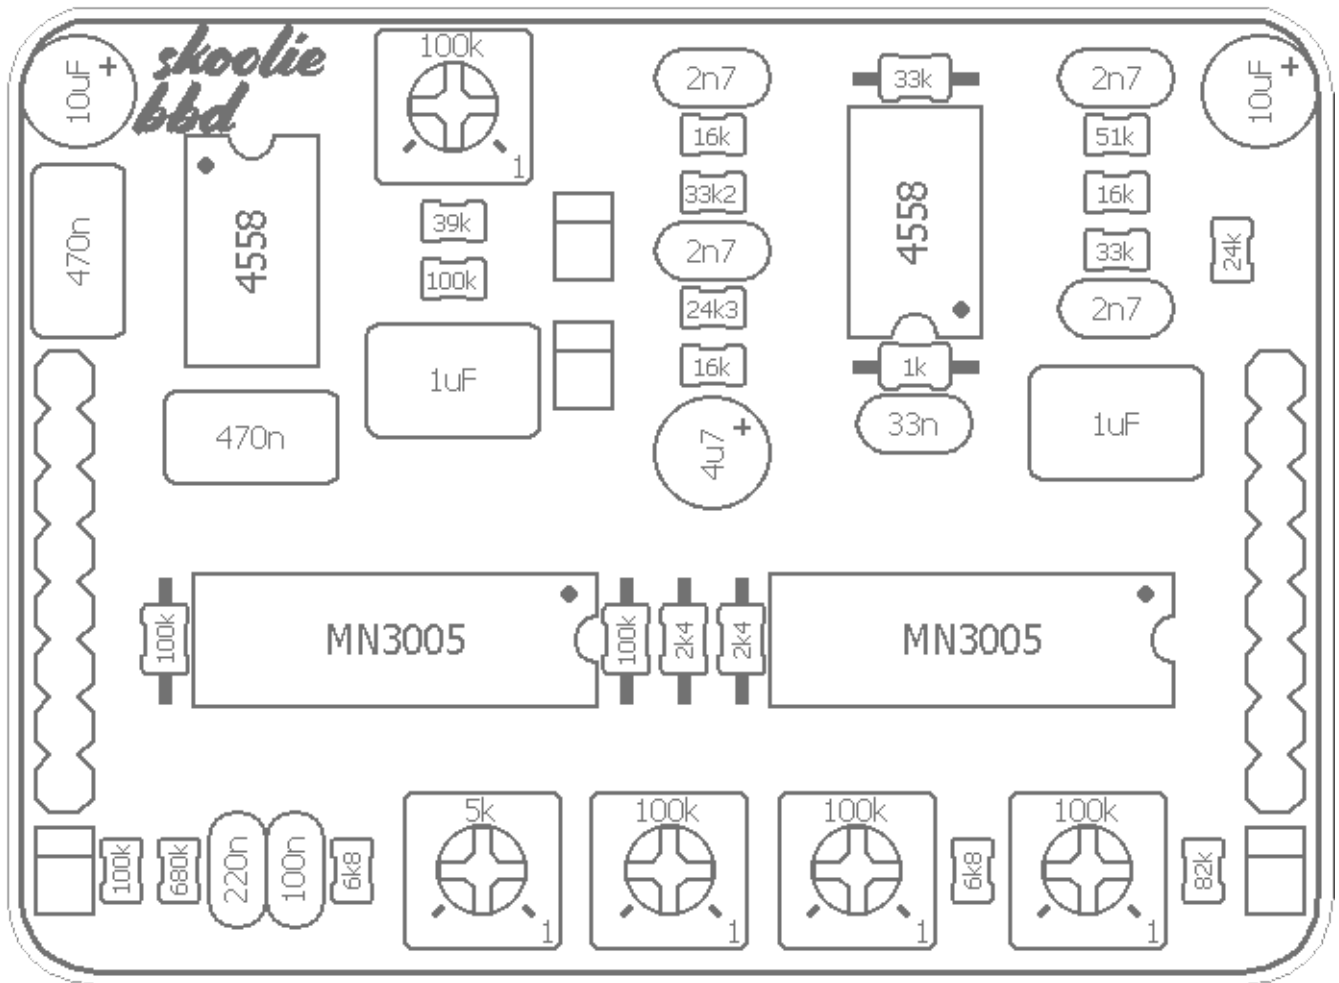 skoolie
bbd
10uF +
100k
1
2n7
33k
2n7
10uF +
16k
51k
470n
4558
39k
33k2
4558
16k
24k
100k
2n7
33k
24k3
2n7
1uF
16k
1k
470n
4u7 +
33n
1uF
100k
MN3005
100k
2k4
2k4
MN3005
5k
100k
100k
100k
100k
680k
220n
100n
6k8
6k8
82k
1
1
1
1